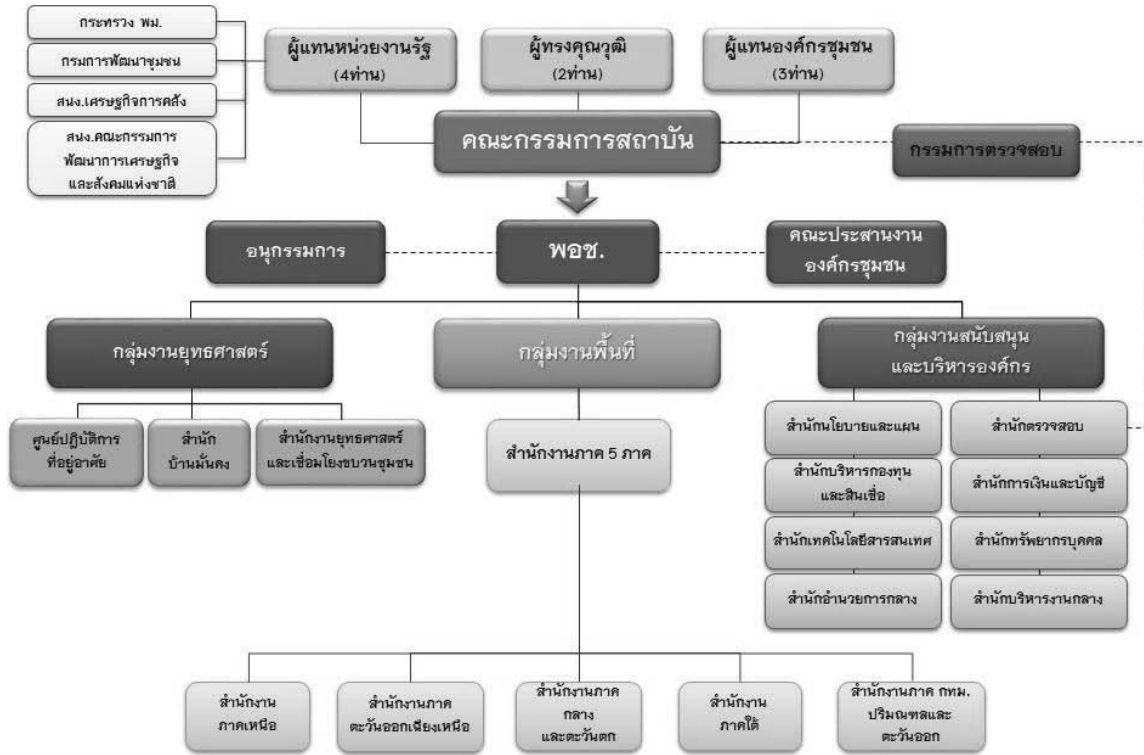 กระทรวง พม.
กรมการพัฒนาชุมชน
สนง.เศรษฐกิจการคลัง
สนง.คณะกรรมการ
พัฒนาการเศรษฐกิจ
และสังคมแห่งชาติ
ผู้แทนหน่วยงานรัฐ
(4ท่าน)
ผู้ทรงคุณวุฒิ
(2ท่าน)
ผู้แทนองค์กรชุมชน
(3ท่าน)
คณะกรรมการสถาบัน
กรรมการตรวจสอบ
อนุกรรมการ
พอช.
คณะประสานงาน
องค์กรชุมชน
กลุ่มงานยุทธศาสตร์
กลุ่มงานพื้นที่
กลุ่มงานสนับสนุน
และบริหารองค์กร
ศูนย์ปฏิบัติการ
ที่อยู่อาศัย
สำนัก
บ้านมั่นคง
สำนักงานยุทธศาสตร์
และเชื่อมโยงขบวนชุมชน
สำนักงานภาค 5 ภาค
สำนักนโยบายและแผน
สำนักตรวจสอบ
สำนักบริหารกองทุน
และสินเชื่อ
สำนักการเงินและบัญชี
สำนักเทคโนโลยีสารสนเทศ
สำนักทรัพยากรบุคคล
สำนักอำนวยการกลาง
สำนักบริหารงานกลาง
สำนักงาน
ภาคเหนือ
สำนักงานภาค
ตะวันออกเฉียงเหนือ
สำนักงานภาค
กลาง
และตะวันตก
สำนักงาน
ภาคใต้
สำนักงานภาค กทม.
ปริมณฑลและ
ตะวันออก